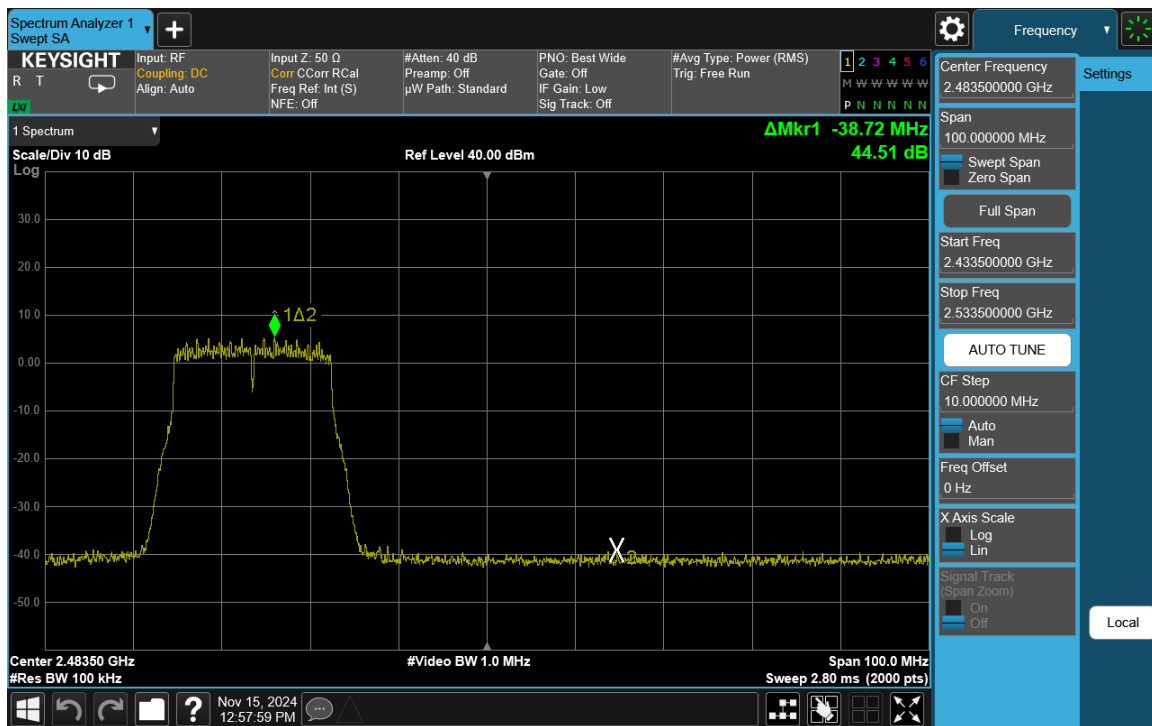 Spectrum Analyzer 1
Swept SA
+
Frequency
KEYSIGHT
R T
LXI
Input: RF
Coupling: DC
Align: Auto
Input Z: 50 Ω
Corr CCorr RCal
Freq Ref: Int (S)
NFE: Off
#Atten: 40 dB
Preamp: Off
µW Path: Standard
PNO: Best Wide
Gate: Off
IF Gain: Low
Sig Track: Off
#Avg Type: Power (RMS)
Trig: Free Run
1 2 3 4 5 6
M W W W W W
P N N N N N
1 Spectrum
ΔMkr1 -38.72 MHz
44.51 dB
Scale/Div 10 dB
Ref Level 40.00 dBm
Log
30.0
20.0
10.0
0.00
-10.0
-20.0
-30.0
-40.0
-50.0
1Δ2
X2
Center 2.48350 GHz
#Res BW 100 kHz
#Video BW 1.0 MHz
Span 100.0 MHz
Sweep 2.80 ms (2000 pts)
Center Frequency
2.483500000 GHz
Span
100.000000 MHz
Swept Span
Zero Span
Full Span
Start Freq
2.433500000 GHz
Stop Freq
2.533500000 GHz
AUTO TUNE
CF Step
10.000000 MHz
Auto
Man
Freq Offset
0 Hz
X Axis Scale
Log
Lin
Signal Track
(Span Zoom)
On
Off
Settings
Local
?
Nov 15, 2024
12:57:59 PM